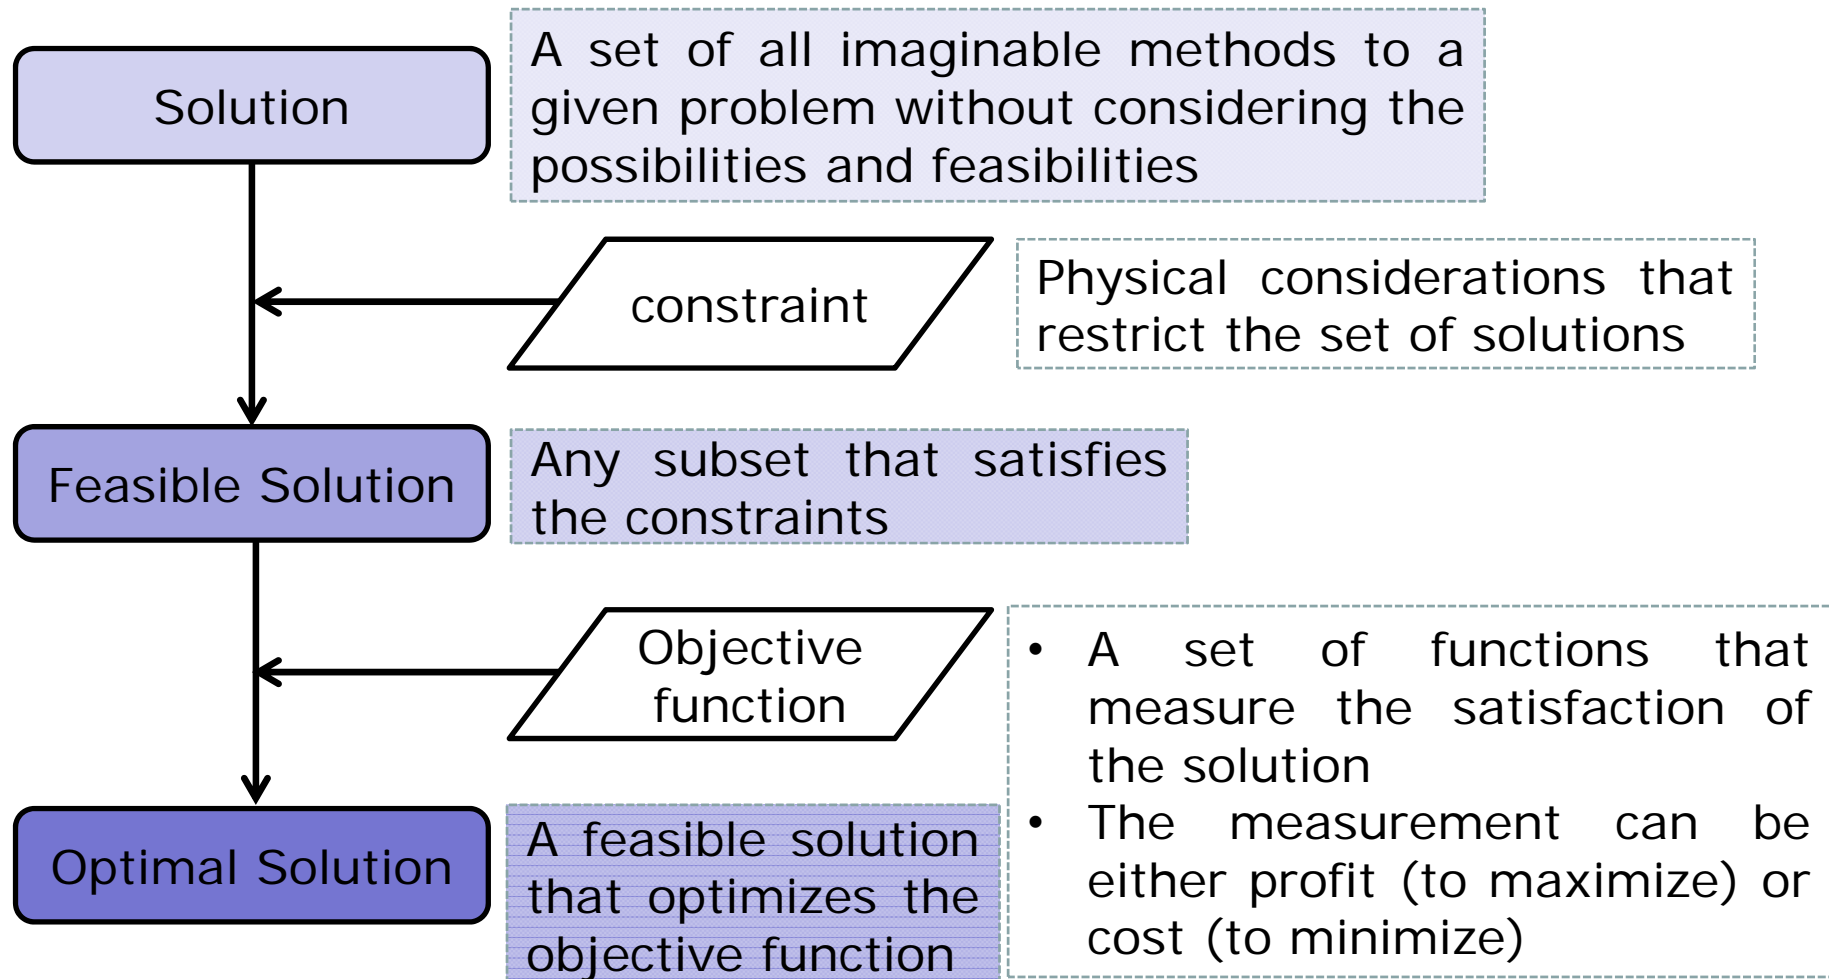 Solution
A set of all imaginable methods to a
given problem without considering the
possibilities and feasibilities
constraint
Physical considerations that
restrict the set of solutions
Feasible Solution
Any subset that satisfies
the constraints
Objective
function
• A set of functions that
measure the satisfaction of
the solution
• The measurement can be
either profit (to maximize) or
cost (to minimize)
Optimal Solution
A feasible solution
that optimizes the
objective function